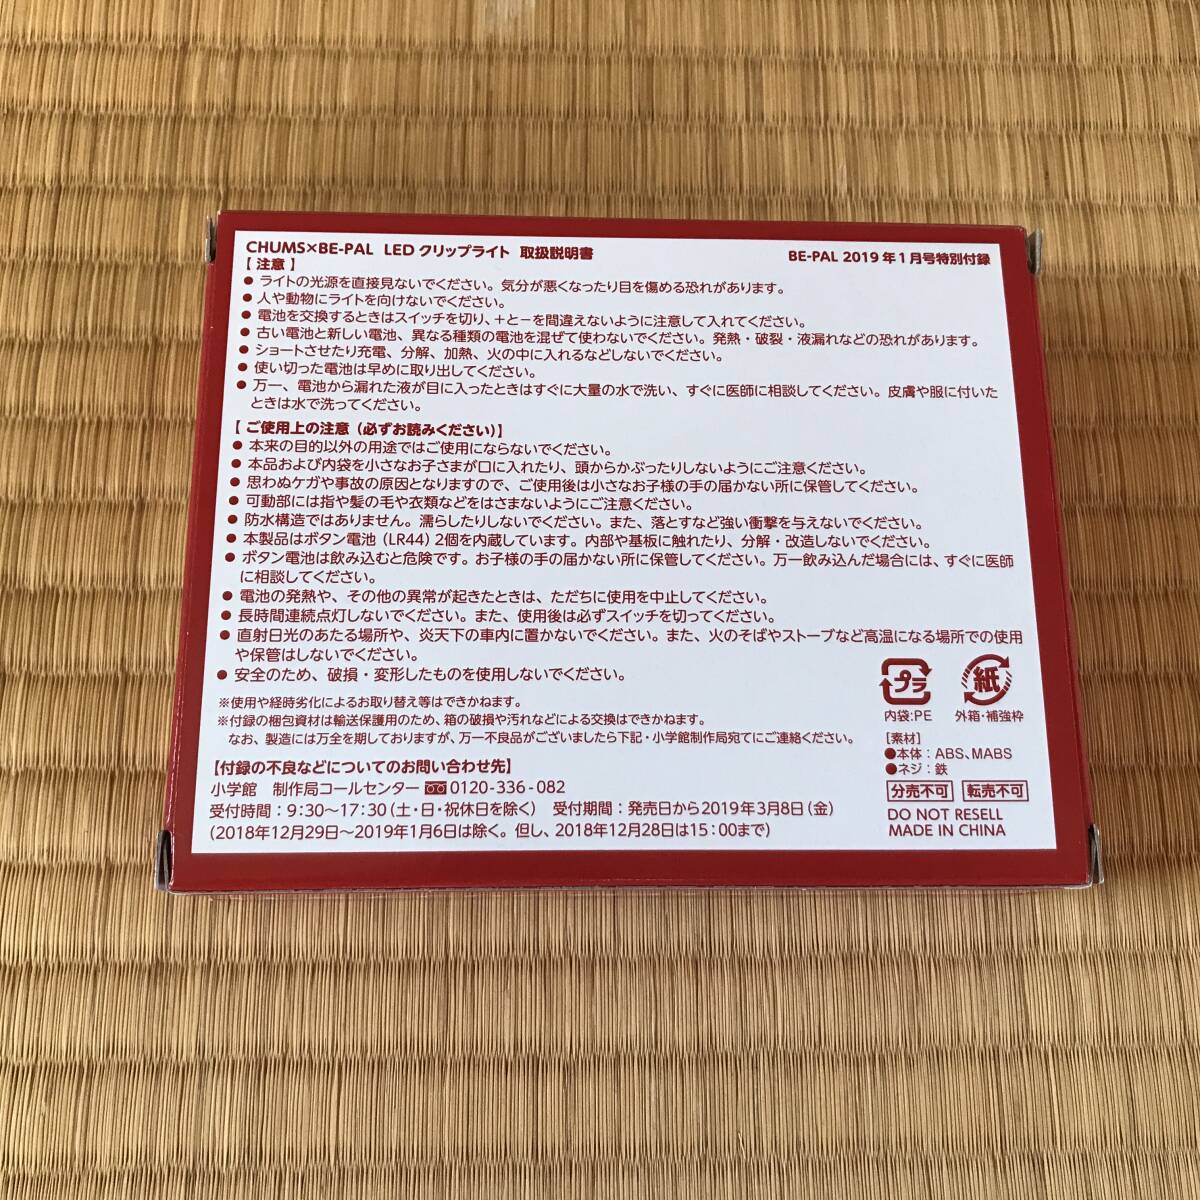 CHUMS×BE-PAL LED クリップライト 取扱説明書
BE-PAL 2019年1月号特別付録
【注意】
● ライトの光源を直接見ないでください。気分が悪くなったり目を傷める恐れがあります。
● 人や動物にライトを向けないでください。
● 電池を交換するときはスイッチを切り、+と−を間違えないように注意して入れてください。
● 古い電池と新しい電池、異なる種類の電池を混ぜて使わないでください。発熱・破裂・液漏れなどの恐れがあります。
● ショートさせたり充電、分解、加熱、火の中に入れるなどしないでください。
● 使い切った電池は早めに取り出してください。
● 万一、電池から漏れた液が目に入ったときはすぐに大量の水で洗い、すぐに医師に相談してください。皮膚や服に付いた
ときは水で洗ってください。
【ご使用上の注意(必ずお読みください)】
● 本来の目的以外の用途ではご使用にならないでください。
● 本品および内袋を小さなお子さまが口に入れたり、頭からかぶったりしないようにご注意ください。
● 思わぬケガや事故の原因となりますので、ご使用後は小さなお子様の手の届かない所に保管してください。
● 可動部には指や髪の毛や衣類などをはさまないようにご注意ください。
● 防水構造ではありません。濡らしたりしないでください。また、落とすなど強い衝撃を与えないでください。
● 本製品はボタン電池(LR44)2個を内蔵しています。内部や基板に触れたり、分解・改造しないでください。
● ボタン電池は飲み込むと危険です。お子様の手の届かない所に保管してください。万一飲み込んだ場合には、すぐに医師
に相談してください。
● 電池の発熱や、その他の異常が起きたときは、ただちに使用を中止してください。
● 長時間連続点灯しないでください。また、使用後は必ずスイッチを切ってください。
● 直射日光のあたる場所や、炎天下の車内に置かないでください。また、火のそばやストーブなど高温になる場所での使用
や保管はしないでください。
● 安全のため、破損・変形したものを使用しないでください。
※使用や経時劣化によるお取り替え等はできかねます。
※付録の梱包資材は輸送保護用のため、箱の破損や汚れなどによる交換はできかねます。
なお、製造には万全を期しておりますが、万一不良品がございましたら下記・小学館制作局宛てにご連絡ください。
【付録の不良などについてのお問い合わせ先】
小学館 制作局コールセンター 0120-336-082
受付時間:9:30〜17:30(土・日・祝休日を除く) 受付期間:発売日から2019年3月8日(金)
(2018年12月29日〜2019年1月6日は除く。但し、2018年12月28日は15:00まで)
プラ
紙
内袋:PE
外箱・補強枠
[素材]
●本体:ABS、MABS
●ネジ:鉄
分売不可
転売不可
DO NOT RESELL
MADE IN CHINA